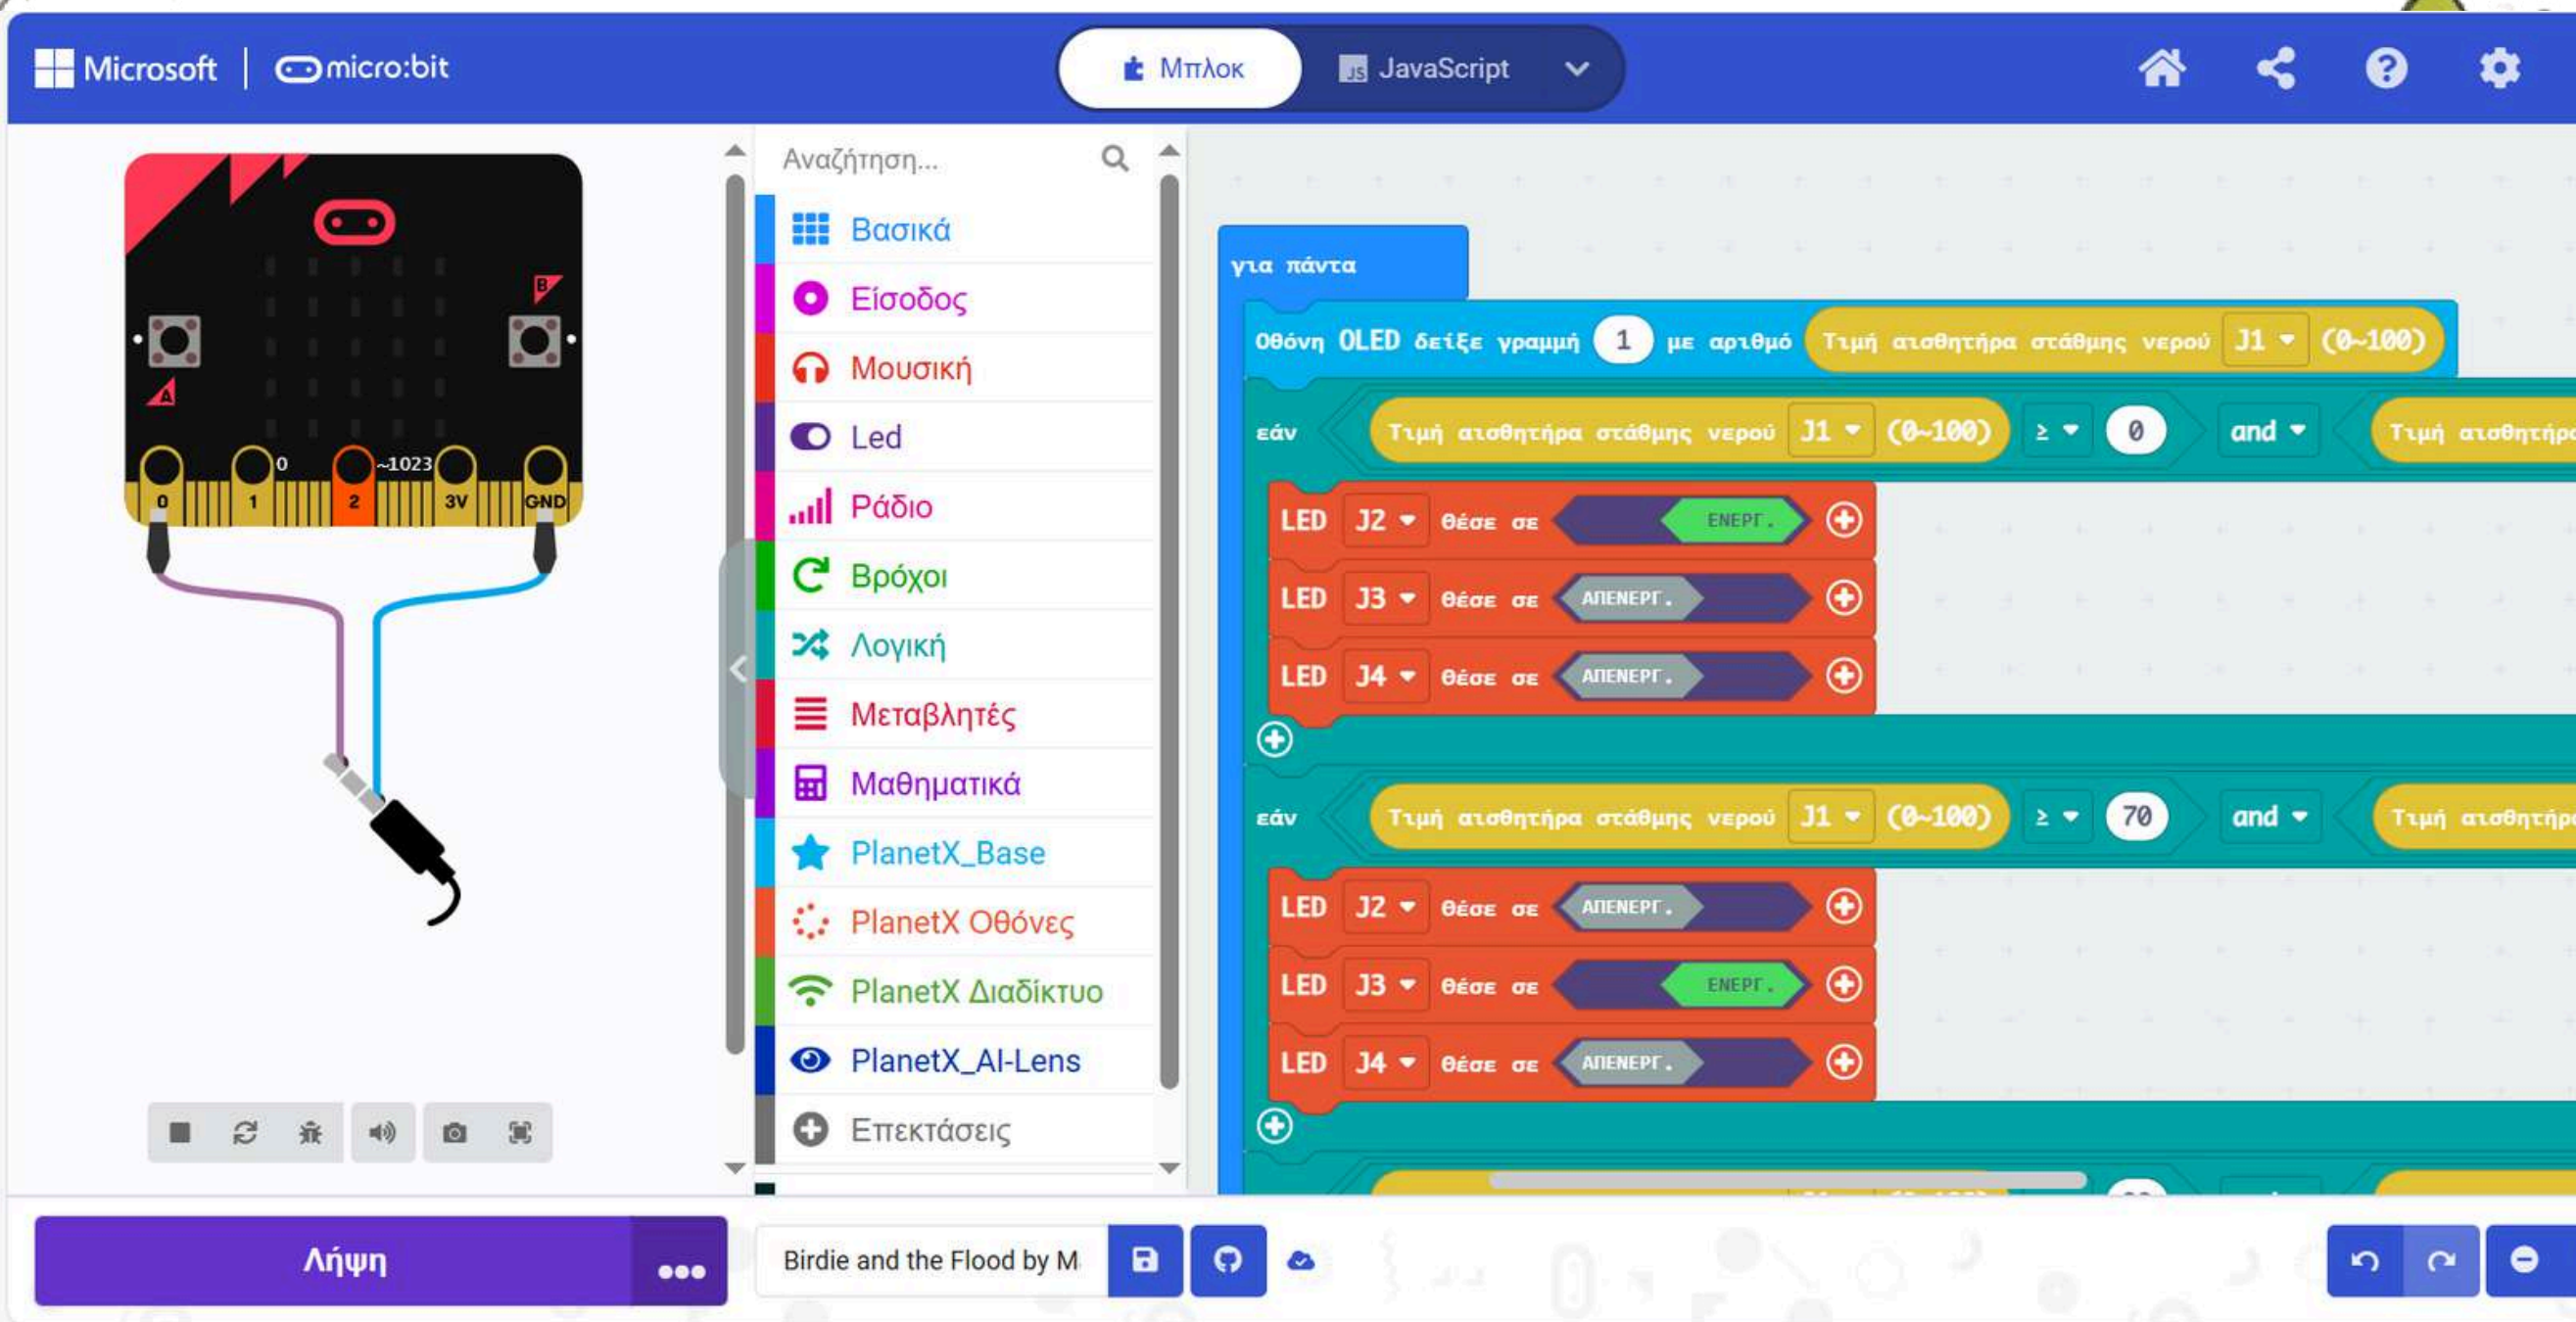 Microsoft micro:bit Μπλοκ JavaScript
B
A
0 ~1023
0 1 2 3V GND
Αναζήτηση...
Βασικά
Είσοδος
Μουσική
Led
Ράδιο
Βρόχοι
Λογική
Μεταβλητές
Μαθηματικά
PlanetX_Base
PlanetX Οθόνες
PlanetX Διαδίκτυο
PlanetX_AI-Lens
Επεκτάσεις
για πάντα
Οθόνη OLED δείξε γραμμή 1 με αριθμό Τιμή αισθητήρα στάθμης νερού J1 (0~100)
εάν Τιμή αισθητήρα στάθμης νερού J1 (0~100) ≥ 0 and Τιμή
LED J2 θέσε σε ΕΝΕΡΓ.
LED J3 θέσε σε ΑΠΕΝΕΡΓ.
LED J4 θέσε σε ΑΠΕΝΕΡΓ.
εάν Τιμή αισθητήρα στάθμης νερού J1 (0~100) ≥ 70 and Τιμή
LED J2 θέσε σε ΑΠΕΝΕΡΓ.
LED J3 θέσε σε ΕΝΕΡΓ.
LED J4 θέσε σε ΑΠΕΝΕΡΓ.
Λήψη
Birdie and the Flood by M